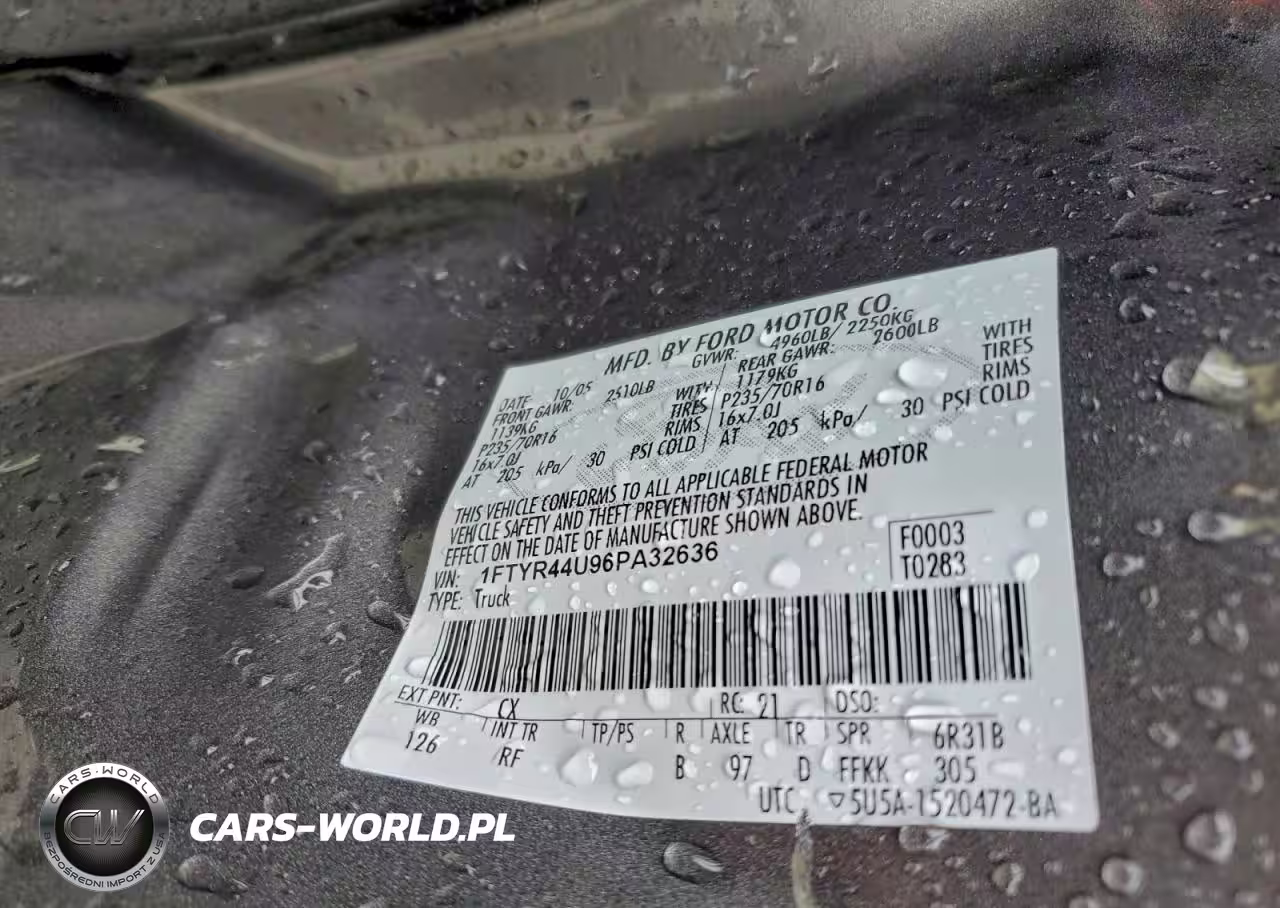 MFD. BY FORD MOTOR CO.
DATE 10/05 GVWR: 4960LB/ 2250KG
FRONT GAWR: 2510LB REAR GAWR: 2600LB
1139KG WITH 1179KG WITH
P235/70R16 TIRES P235/70R16 TIRES
16x7.0J RIMS 16x7.0J RIMS
AT 205 kPa/ 30 PSI COLD AT 205 kPa/ 30 PSI COLD
THIS VEHICLE CONFORMS TO ALL APPLICABLE FEDERAL MOTOR
VEHICLE SAFETY AND THEFT PREVENTION STANDARDS IN
EFFECT ON THE DATE OF MANUFACTURE SHOWN ABOVE.
VIN: 1FTYR44U96PA32636 F0003
TYPE: Truck T0283
EXT PNT: CX RC: 21 DSO:
WB INT TR TP/PS R AXLE TR SPR 6R31B
126 RF B 97 D FFKK 305
UTC ▽5U5A-1520472-BA
CARS-WORLD
CW
BEZPOŚREDNI IMPORT Z USA
CARS-WORLD.PL